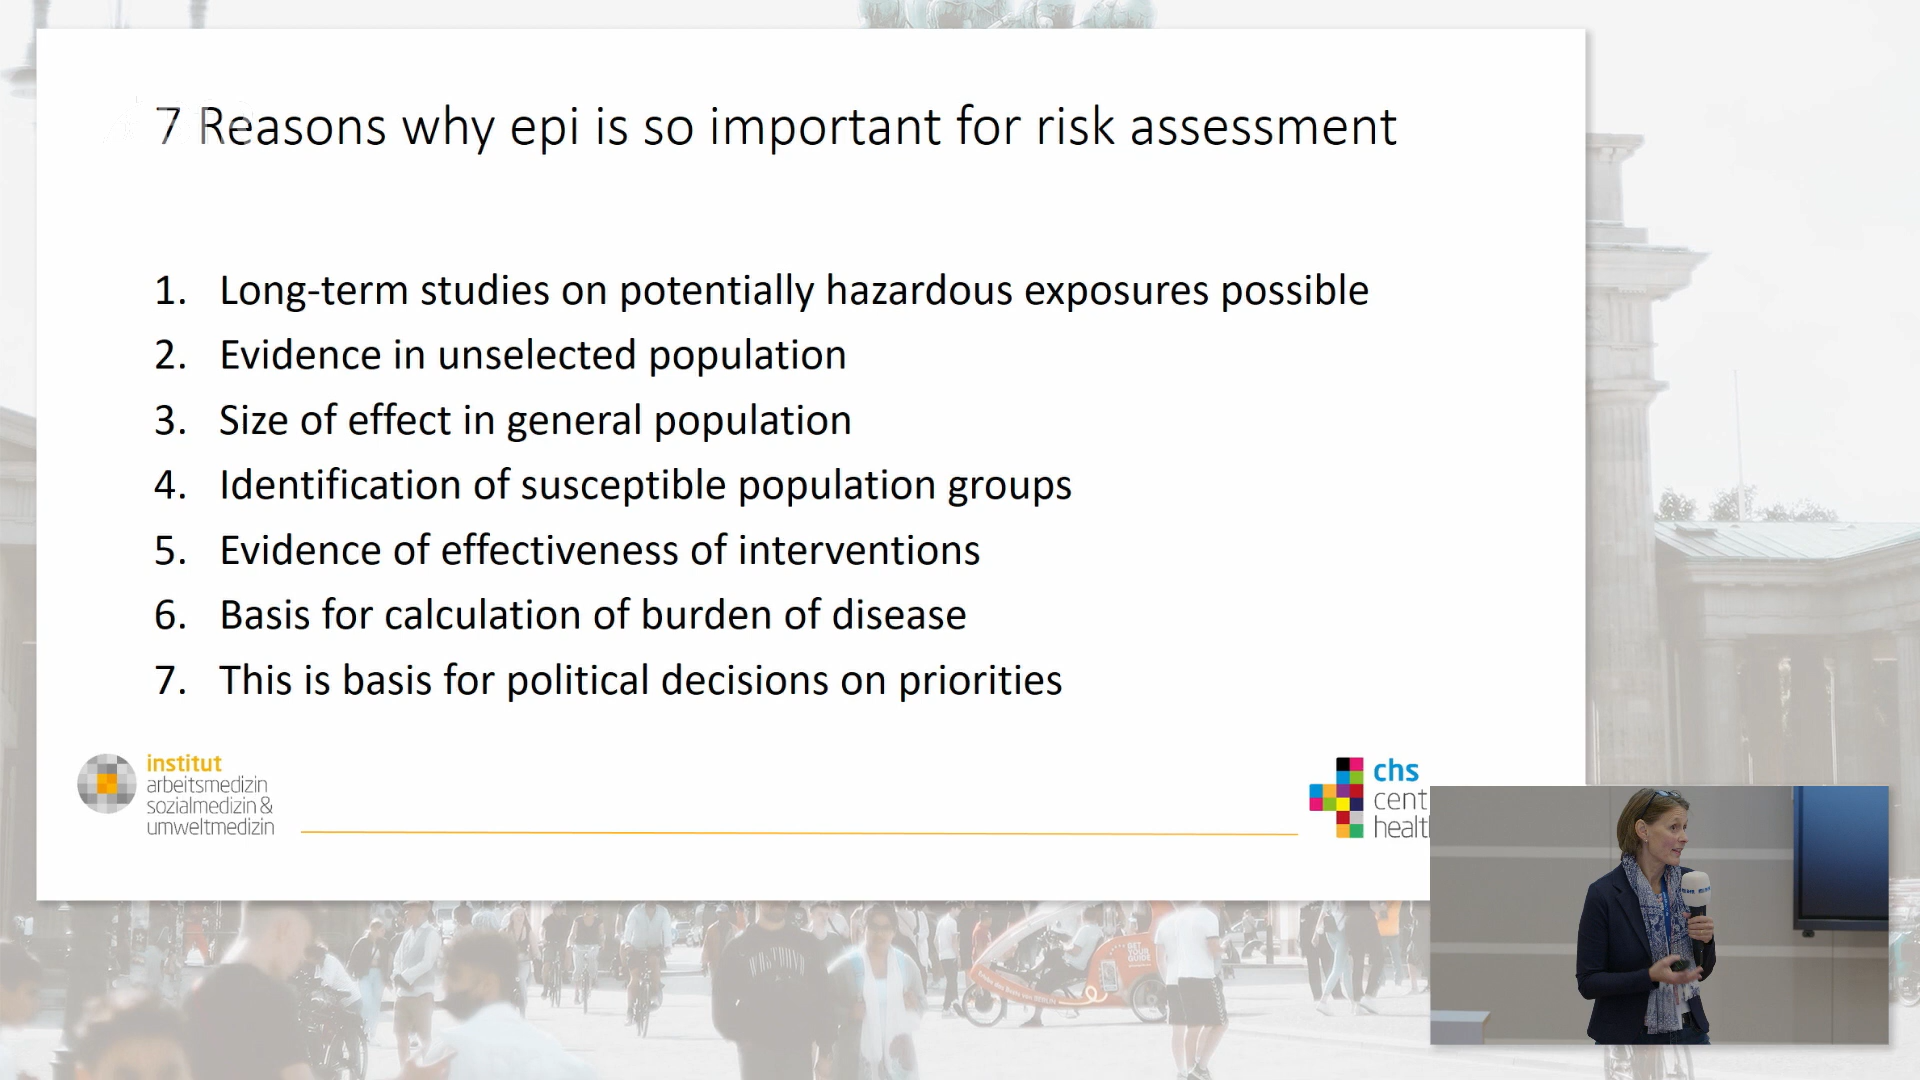 7 Reasons why epi is so important for risk assessment
1. Long-term studies on potentially hazardous exposures possible
2. Evidence in unselected population
3. Size of effect in general population
4. Identification of susceptible population groups
5. Evidence of effectiveness of interventions
6. Basis for calculation of burden of disease
7. This is basis for political decisions on priorities
institut
arbeitsmedizin
sozialmedizin &
umweltmedizin
chs
cent
healt
GET
YOUR
GUIDE